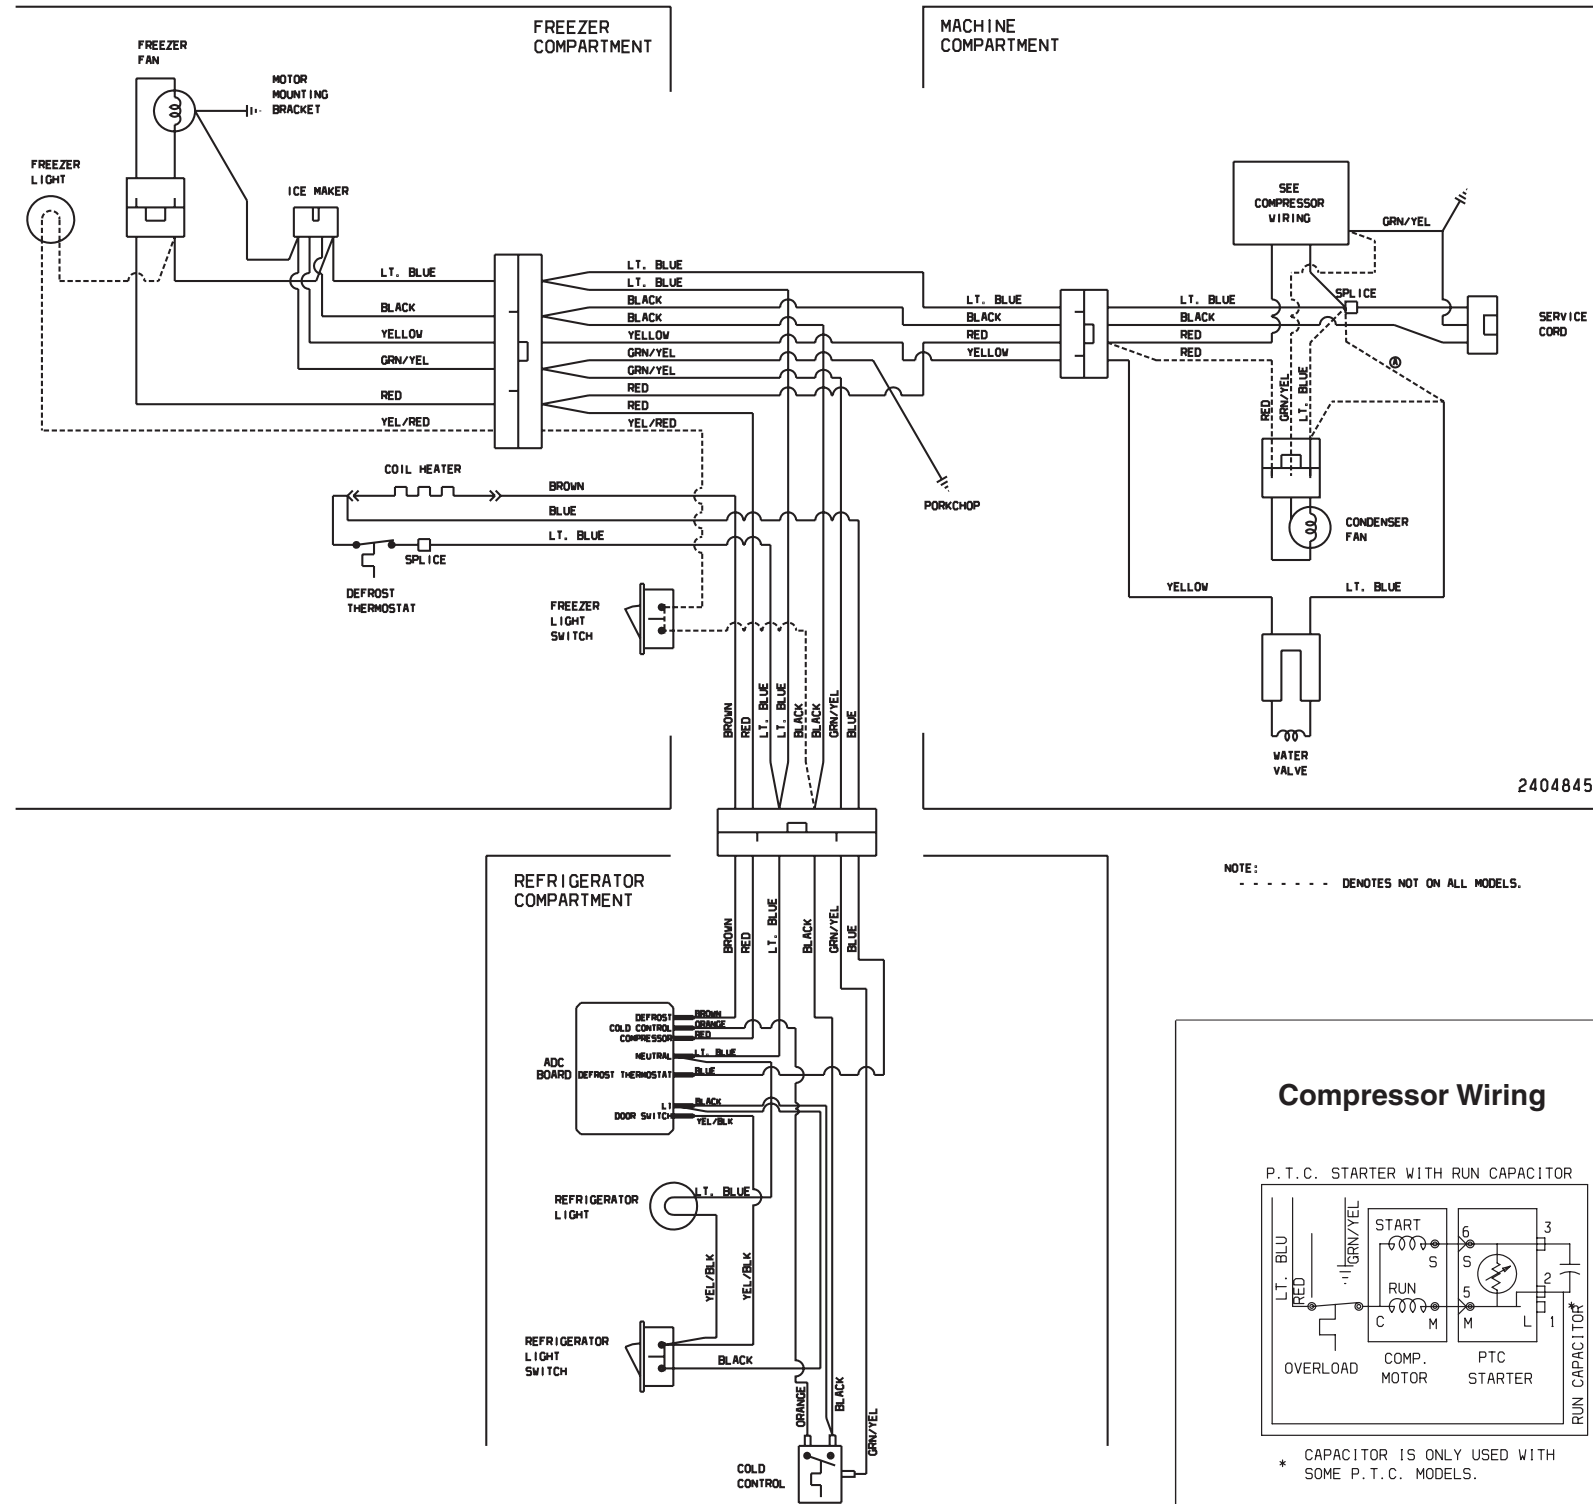 FREEZER
COMPARTMENT
MACHINE
COMPARTMENT
FREEZER
FAN
MOTOR
MOUNTING
BRACKET
FREEZER
LIGHT
ICE MAKER
SEE
COMPRESSOR
WIRING
GRN/YEL
LT. BLUE
BLACK
YELLOW
GRN/YEL
RED
YEL/RED
LT. BLUE
LT. BLUE
BLACK
BLACK
YELLOW
GRN/YEL
GRN/YEL
RED
RED
YEL/RED
LT. BLUE
BLACK
RED
YELLOW
LT. BLUE
BLACK
RED
RED
SPLICE
SERVICE
CORD
A
RED
GRN/YEL
LT. BLUE
COIL HEATER
BROWN
BLUE
LT. BLUE
SPLICE
DEFROST
THERMOSTAT
PORKCHOP
CONDENSER
FAN
FREEZER
LIGHT
SWITCH
YELLOW
LT. BLUE
BROWN
RED
LT. BLUE
LT. BLUE
BLACK
BLACK
GRN/YEL
BLUE
WATER
VALVE
2404845
REFRIGERATOR
COMPARTMENT
NOTE:
- - - - - - - DENOTES NOT ON ALL MODELS.
BROWN
RED
LT. BLUE
BLACK
GRN/YEL
BLUE
ADC
BOARD
DEFROST
COLD CONTROL
COMPRESSOR
NEUTRAL
DEFROST THERMOSTAT
L1
DOOR SWITCH
BROWN
ORANGE
RED
LT. BLUE
BLUE
BLACK
YEL/BLK
REFRIGERATOR
LIGHT
LT. BLUE
YEL/BLK
YEL/BLK
REFRIGERATOR
LIGHT
SWITCH
BLACK
ORANGE
BLACK
GRN/YEL
COLD
CONTROL
Compressor Wiring
P.T.C. STARTER WITH RUN CAPACITOR
LT. BLU
RED
GRN/YEL
START
S
6
S
3
RUN
C
M
5
M
2
L
1
*
RUN CAPACITOR
OVERLOAD
COMP.
MOTOR
PTC
STARTER
* CAPACITOR IS ONLY USED WITH
SOME P.T.C. MODELS.